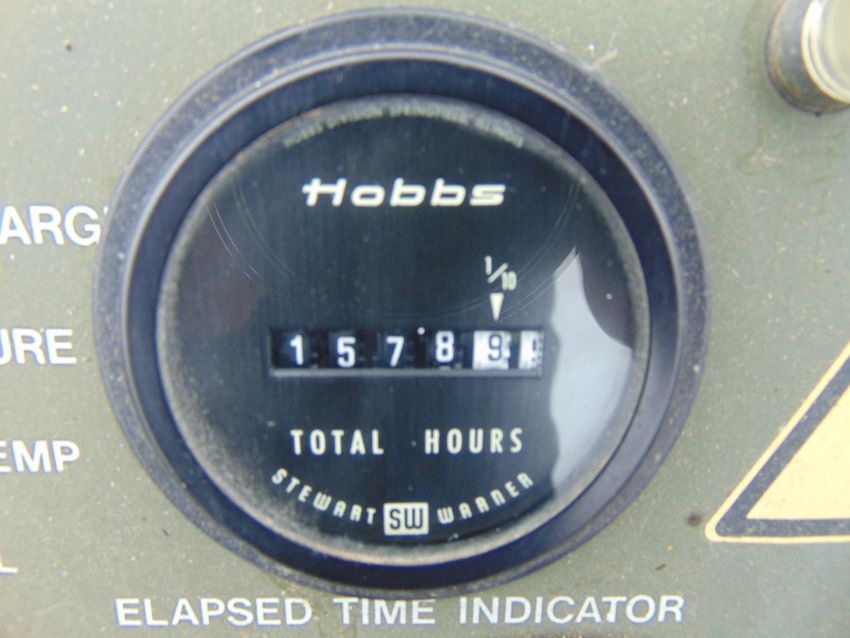 Hobbs
1/10
1 5 7 8 9
TOTAL HOURS
STEWART SW WARNER
ELAPSED TIME INDICATOR
ARG
URE
EMP
L